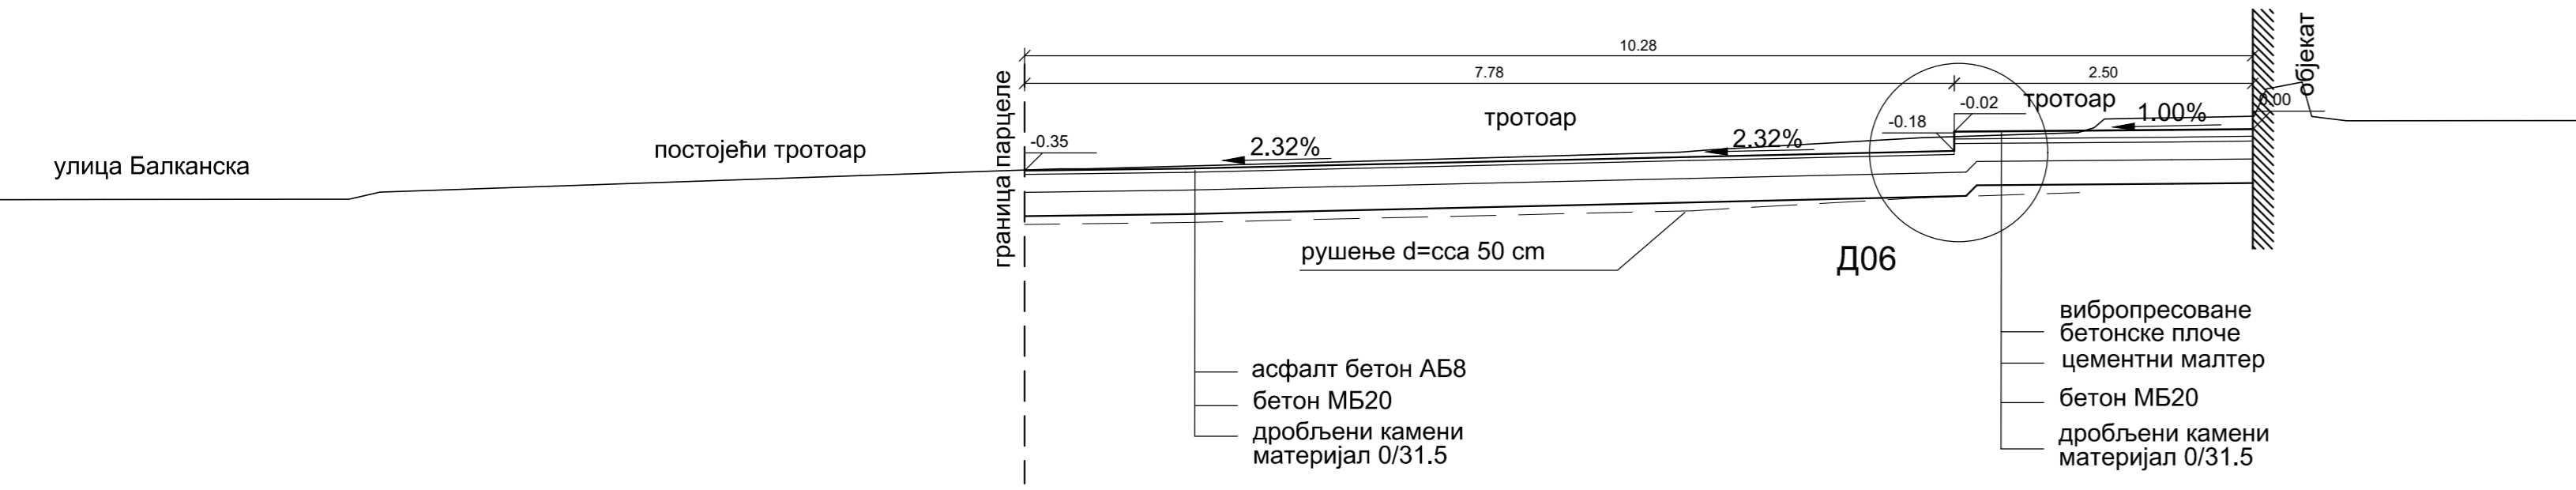 10.28
7.78
2.50
објекат
граница парцеле
тротоар
-0.02
тротоар
1.00%
0.00
-0.18
-0.35
2.32%
2.32%
постојећи тротоар
улица Балканска
рушење d=cca 50 cm
Д06
асфалт бетон АБ8
бетон МБ20
дробљени камени
материјал 0/31.5
вибропресоване
бетонске плоче
цементни малтер
бетон МБ20
дробљени камени
материјал 0/31.5